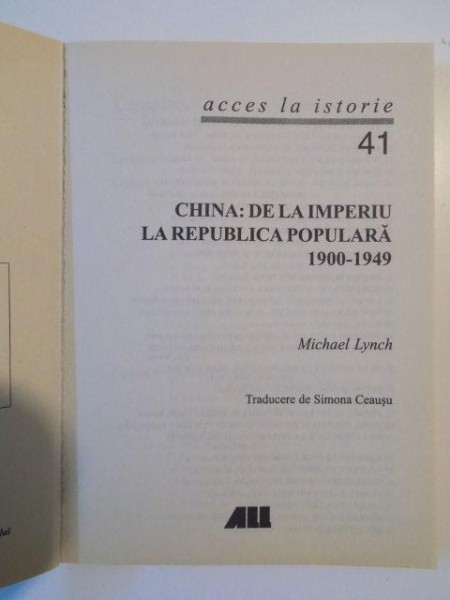 acces la istorie
41
CHINA: DE LA IMPERIU
LA REPUBLICA POPULARĂ
1900-1949
Michael Lynch
Traducere de Simona Ceaușu
ALL
lui